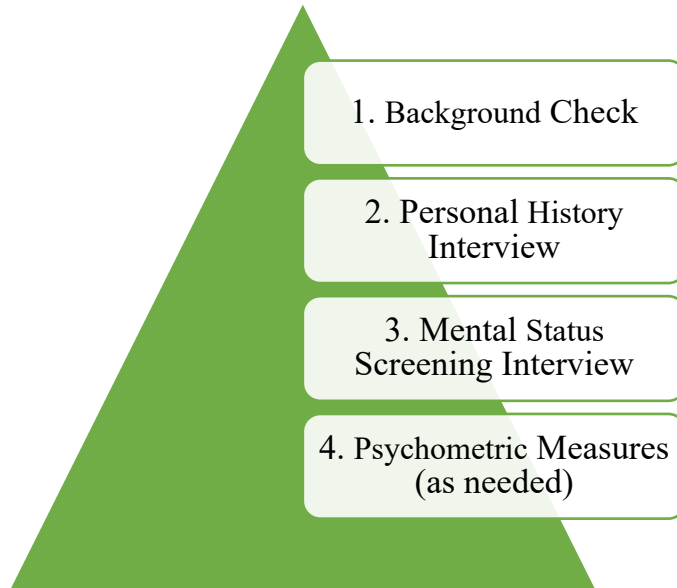 1. Background Check
2. Personal History
Interview
3. Mental Status
Screening Interview
4. Psychometric Measures
(as needed)